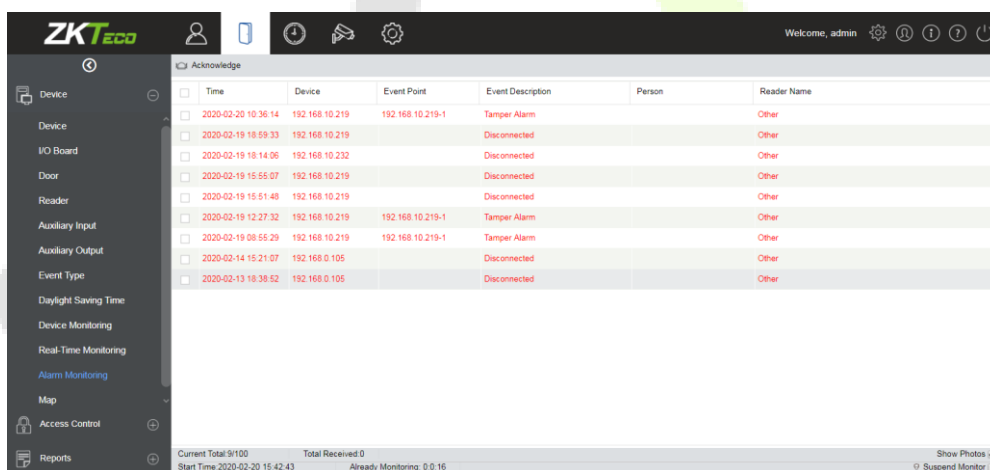 ZKTeco
Welcome, admin
Acknowledge
Device
Device
I/O Board
Door
Reader
Auxiliary Input
Auxiliary Output
Event Type
Daylight Saving Time
Device Monitoring
Real-Time Monitoring
Alarm Monitoring
Map
Access Control
Reports
Time Device Event Point Event Description Person Reader Name
2020-02-20 10:36:14 192.168.10.219 192.168.10.219-1 Tamper Alarm Other
2020-02-19 18:59:33 192.168.10.219 Disconnected Other
2020-02-19 18:14:06 192.168.10.232 Disconnected Other
2020-02-19 15:55:07 192.168.10.219 Disconnected Other
2020-02-19 15:51:48 192.168.10.219 Disconnected Other
2020-02-19 12:27:32 192.168.10.219 192.168.10.219-1 Tamper Alarm Other
2020-02-19 08:55:29 192.168.10.219 192.168.10.219-1 Tamper Alarm Other
2020-02-14 15:21:07 192.168.0.105 Disconnected Other
2020-02-13 18:38:52 192.168.0.105 Disconnected Other
Current Total:9/100 Total Received:0 Show Photos
Start Time:2020-02-20 15:42:43 Already Monitoring: 0:0:16 Suspend Monitor